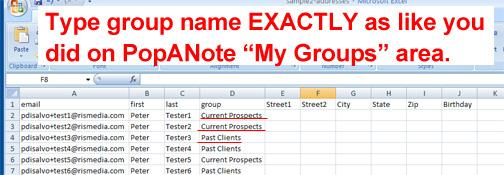 sample2-addresses - Microsoft Excel
Type group name EXACTLY as like you
did on PopANote “My Groups” area.
Paste
Clipboard Font Alignment Number
F8 fx
A B C D E F G H I J K
1 email first last group Street1 Street2 City State Zip Birthday
2 pdisalvo+test1@rismedia.com Peter Tester1 Current Prospects
3 pdisalvo+test2@rismedia.com Peter Tester2 Current Prospects
4 pdisalvo+test3@rismedia.com Peter Tester3 Past Clients
5 pdisalvo+test4@rismedia.com Peter Tester4 Past Clients
6 pdisalvo+test5@rismedia.com Peter Tester5 Current Prospects
7 pdisalvo+test6@rismedia.com Peter Tester6 Past Clients